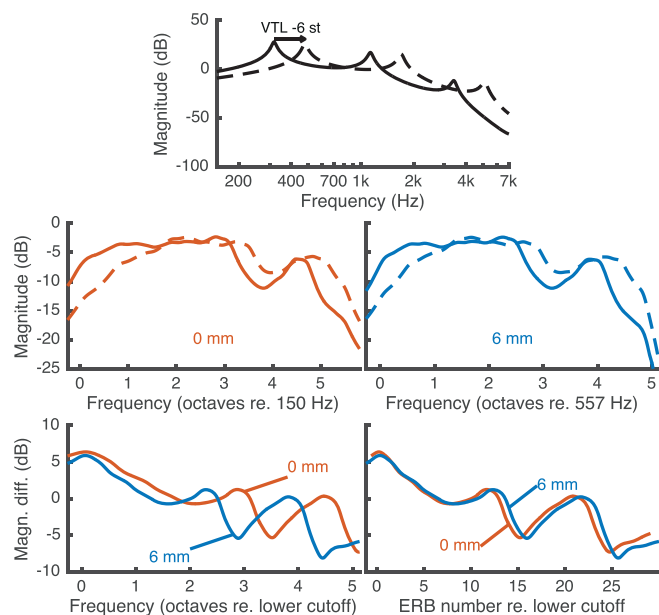 VTL -6 st
Magnitude (dB)
50
0
-50
-100
200 400 700 1k 2k 4k 7k
Frequency (Hz)
Magnitude (dB)
0
-5
-10
-15
-20
-25
0 mm
6 mm
0 1 2 3 4 5
0 1 2 3 4 5
Frequency (octaves re. 150 Hz)
Frequency (octaves re. 557 Hz)
Magn. diff. (dB)
10
5
0
-5
-10
0 mm
6 mm
6 mm
0 mm
0 1 2 3 4 5
0 5 10 15 20 25
Frequency (octaves re. lower cutoff)
ERB number re. lower cutoff